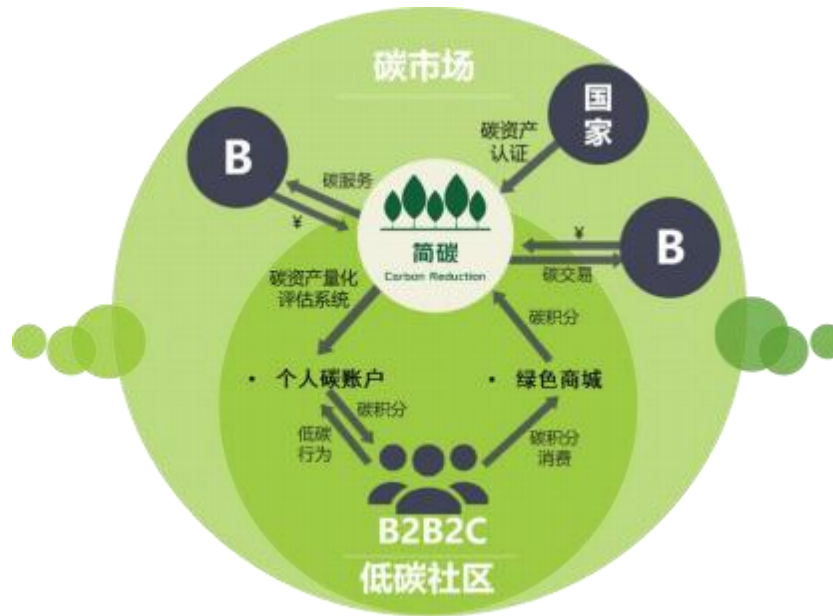 碳市场
国
家
碳资产
认证
B
碳服务
¥
简碳
Carbon Reduction
¥
B
碳交易
碳资产量化
评估系统
碳积分
• 个人碳账户
• 绿色商城
碳积分
低碳
行为
碳积分
消费
B2B2C
低碳社区